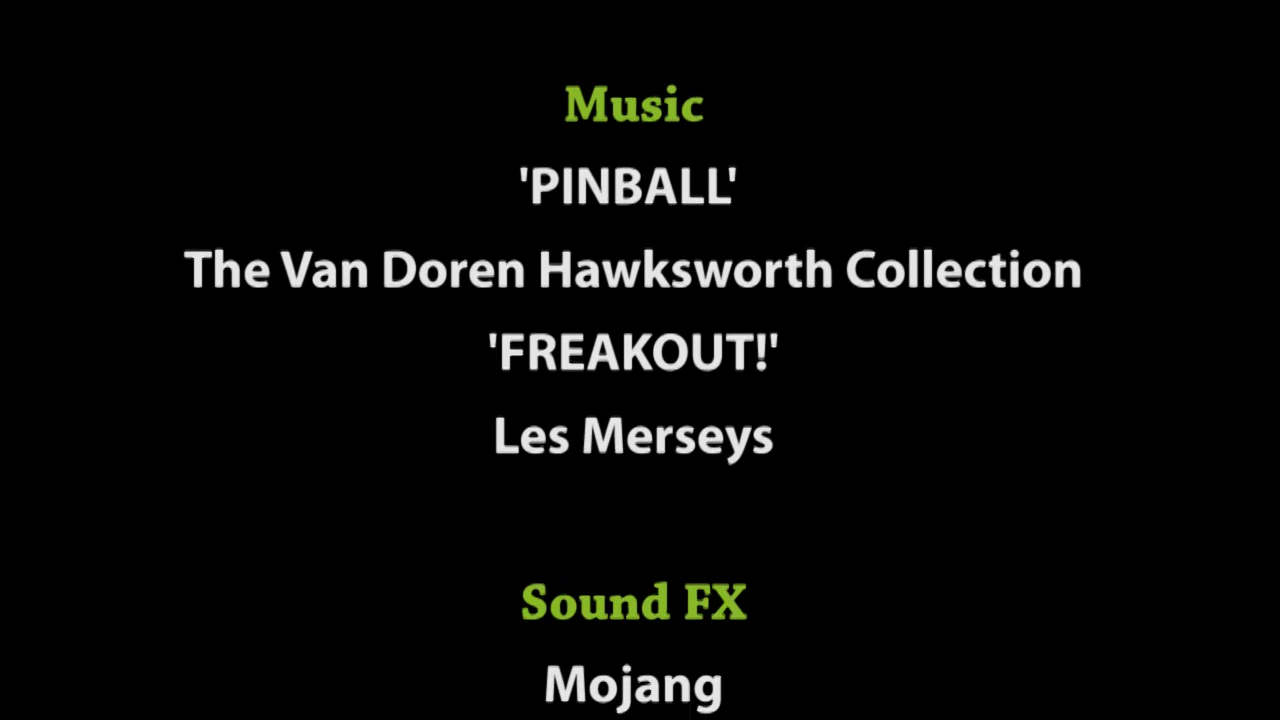 Music
'PINBALL'
The Van Doren Hawksworth Collection
'FREAKOUT!'
Les Merseys
Sound FX
Mojang